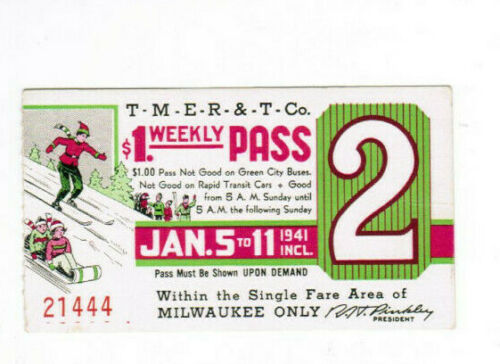 T-M-E-R-&-T-Co.
$1. WEEKLY PASS
$1.00 Pass Not Good on Green City Buses.
Not Good on Rapid Transit Cars + Good
from 5 A.M. Sunday until
5 A.M. the following Sunday
2
JAN. 5 TO 11 1941 INCL.
Pass Must Be Shown UPON DEMAND
21444
Within the Single Fare Area of
MILWAUKEE ONLY
PRESIDENT